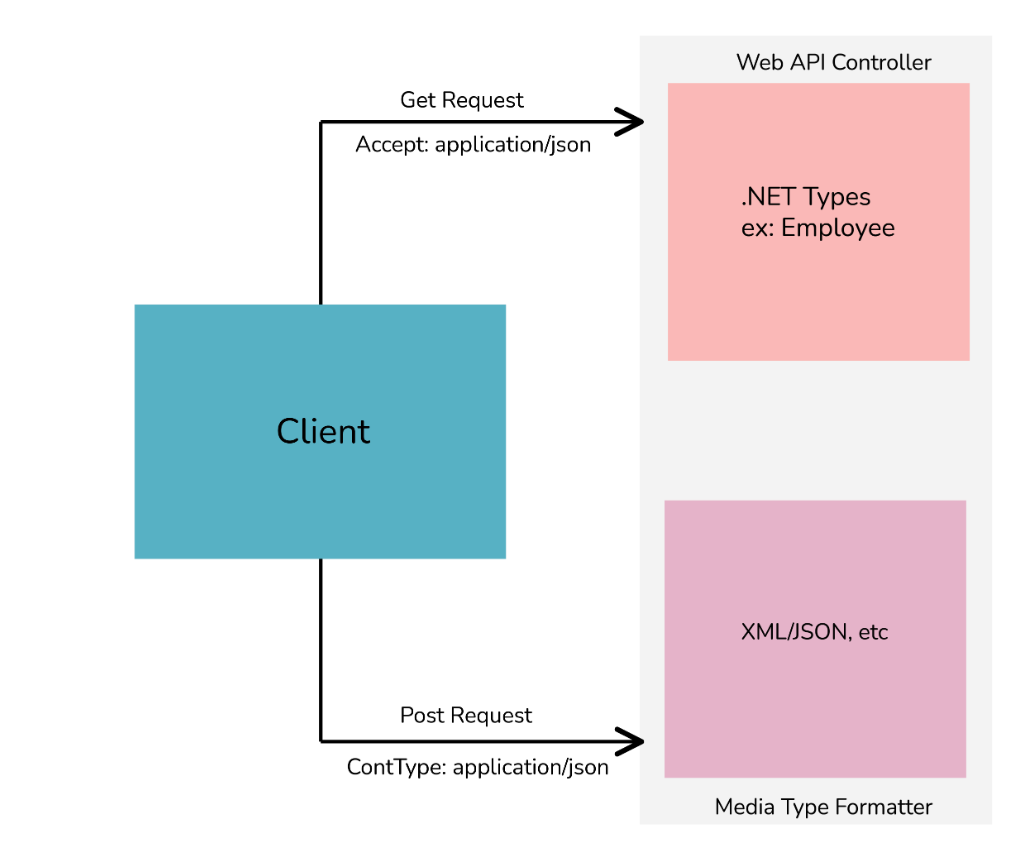 Web API Controller
Get Request
Accept: application/json
.NET Types
ex: Employee
Client
XML/JSON, etc
Post Request
ContType: application/json
Media Type Formatter